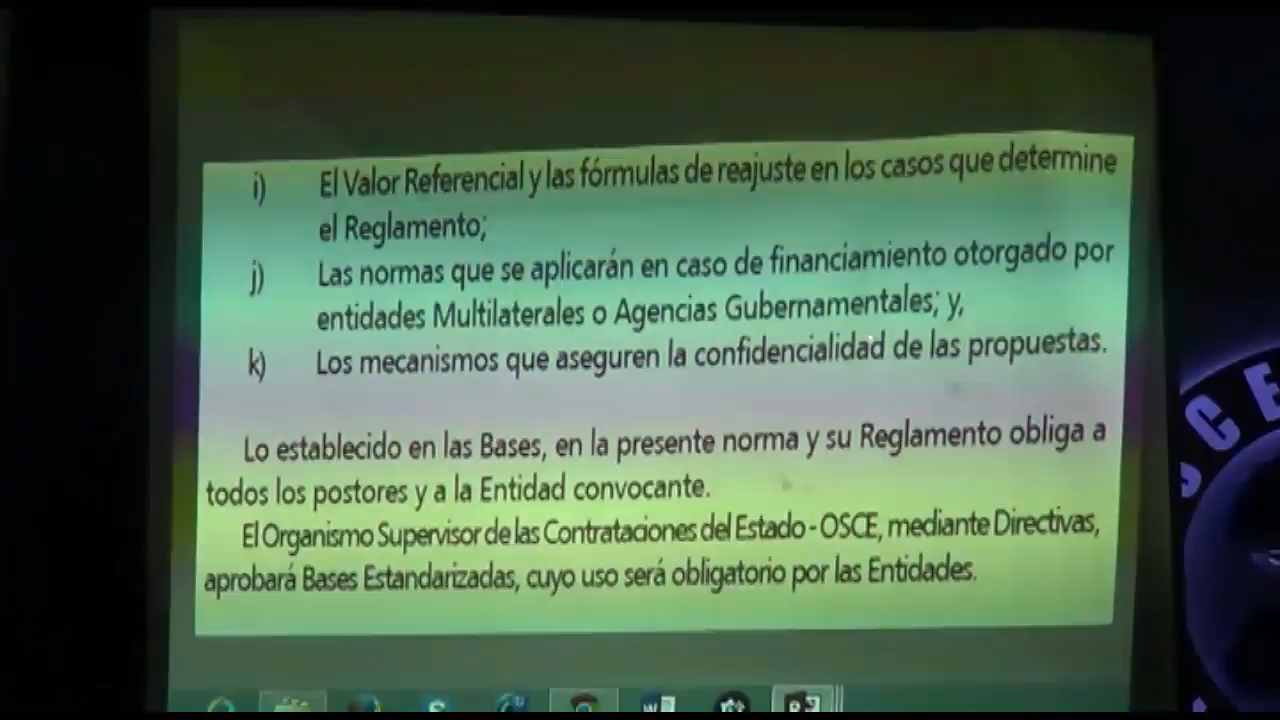 i) El Valor Referencial y las fórmulas de reajuste en los casos que determine
el Reglamento;
j) Las normas que se aplicarán en caso de financiamiento otorgado por
entidades Multilaterales o Agencias Gubernamentales; y,
k) Los mecanismos que aseguren la confidencialidad de las propuestas.
Lo establecido en las Bases, en la presente norma y su Reglamento obliga a
todos los postores y a la Entidad convocante.
El Organismo Supervisor de las Contrataciones del Estado - OSCE, mediante Directivas,
aprobará Bases Estandarizadas, cuyo uso será obligatorio por las Entidades.